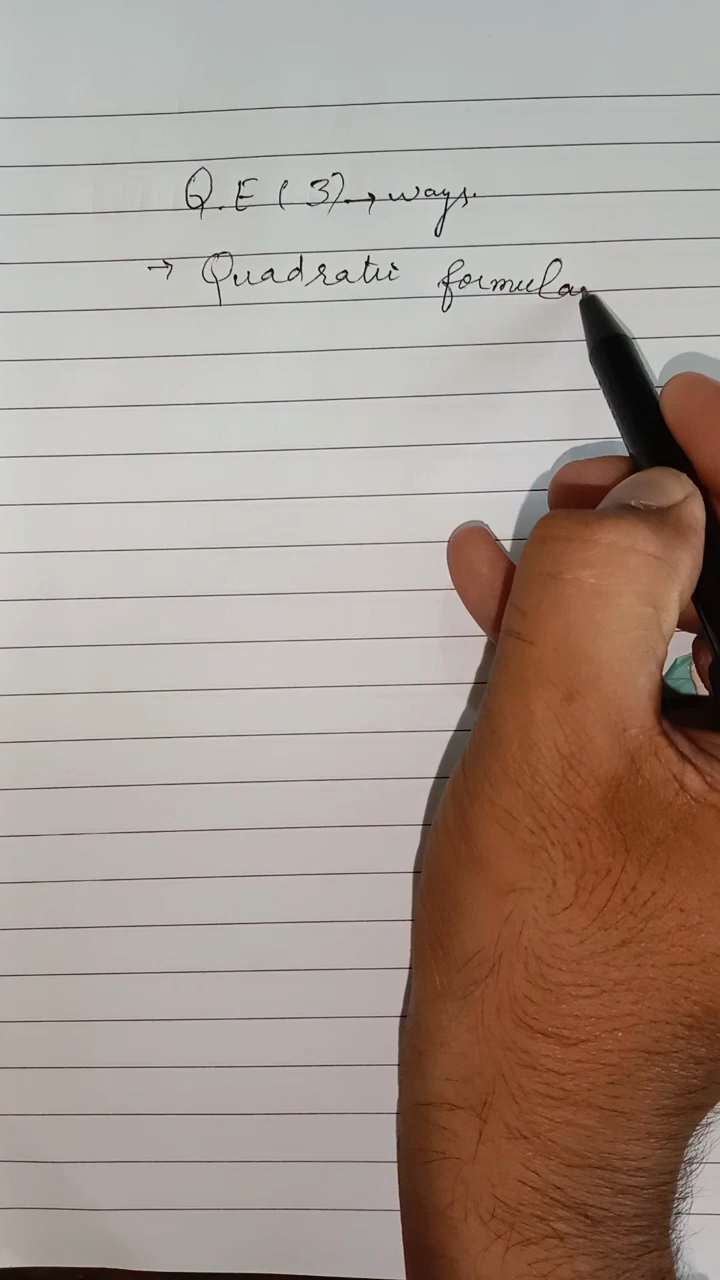 Q.E (3) → ways.
→ Quadratic formula